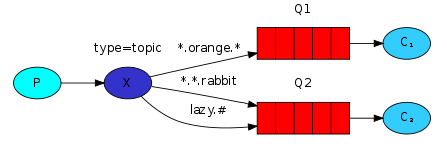 Q1
type=topic
*.orange.*
C₁
P
X
*.*.rabbit
Q2
lazy.#
C₂